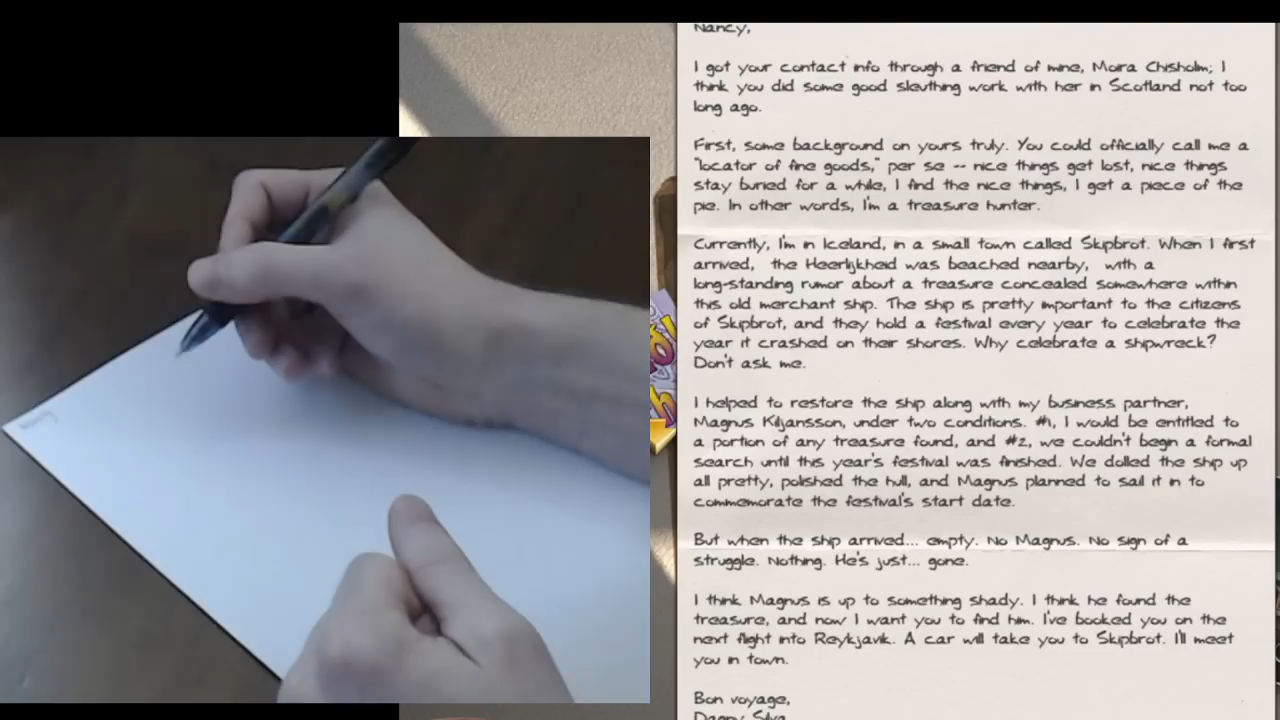 Nancy,
I got your contact info through a friend of mine, Moira Chisholm; I
think you did some good sleuthing work with her in Scotland not too
long ago.
First, some background on yours truly. You could officially call me a
"locator of fine goods," per se -- nice things get lost, nice things
stay buried for a while, I find the nice things, I get a piece of the
pie. In other words, I'm a treasure hunter.
Currently, I'm in Iceland, in a small town called Skipbrot. When I first
arrived, the Heerlijkheid was beached nearby, with a
long-standing rumor about a treasure concealed somewhere within
this old merchant ship. The ship is pretty important to the citizens
of Skipbrot, and they hold a festival every year to celebrate the
year it crashed on their shores. Why celebrate a shipwreck?
Don't ask me.
I helped to restore the ship along with my business partner,
Magnus Kiljansson, under two conditions. #1, I would be entitled to
a portion of any treasure found, and #2, we couldn't begin a formal
search until this year's festival was finished. We dolled the ship up
all pretty, polished the hull, and Magnus planned to sail it in to
commemorate the festival's start date.
But when the ship arrived... empty. No Magnus. No sign of a
struggle. Nothing. He's just... gone.
I think Magnus is up to something shady. I think he found the
treasure, and now I want you to find him. I've booked you on the
next flight into Reykjavik. A car will take you to Skipbrot. I'll meet
you in town.
Bon voyage,
Dagny Silva